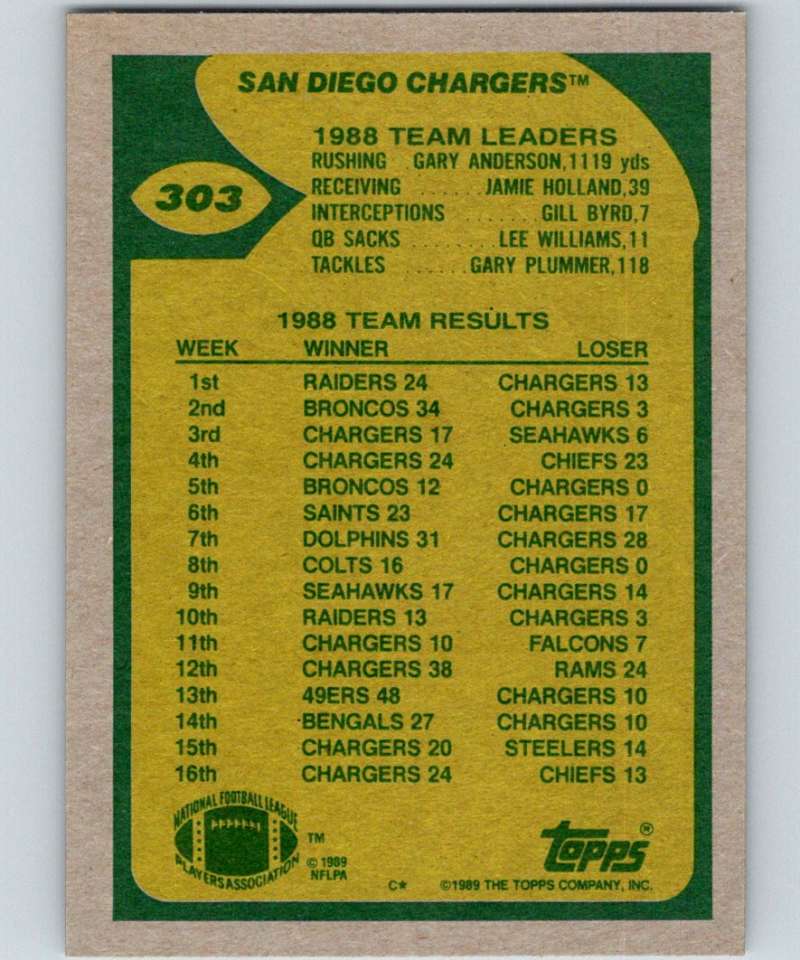 SAN DIEGO CHARGERS™
1988 TEAM LEADERS
RUSHING GARY ANDERSON, 1119 yds
RECEIVING ...... JAMIE HOLLAND, 39
303
INTERCEPTIONS ........ GILL BYRD, 7
QB SACKS ........ LEE WILLIAMS, 11
TACKLES ....... GARY PLUMMER, 118
1988 TEAM RESULTS
WEEK WINNER LOSER
1st RAIDERS 24 CHARGERS 13
2nd BRONCOS 34 CHARGERS 3
3rd CHARGERS 17 SEAHAWKS 6
4th CHARGERS 24 CHIEFS 23
5th BRONCOS 12 CHARGERS 0
6th SAINTS 23 CHARGERS 17
7th DOLPHINS 31 CHARGERS 28
8th COLTS 16 CHARGERS 0
9th SEAHAWKS 17 CHARGERS 14
10th RAIDERS 13 CHARGERS 3
11th CHARGERS 10 FALCONS 7
12th CHARGERS 38 RAMS 24
13th 49ERS 48 CHARGERS 10
14th BENGALS 27 CHARGERS 10
15th CHARGERS 20 STEELERS 14
16th CHARGERS 24 CHIEFS 13
NATIONAL FOOTBALL LEAGUE
PLAYERS ASSOCIATION
™
© 1989
NFLPA
topps®
C* ©1989 THE TOPPS COMPANY, INC.